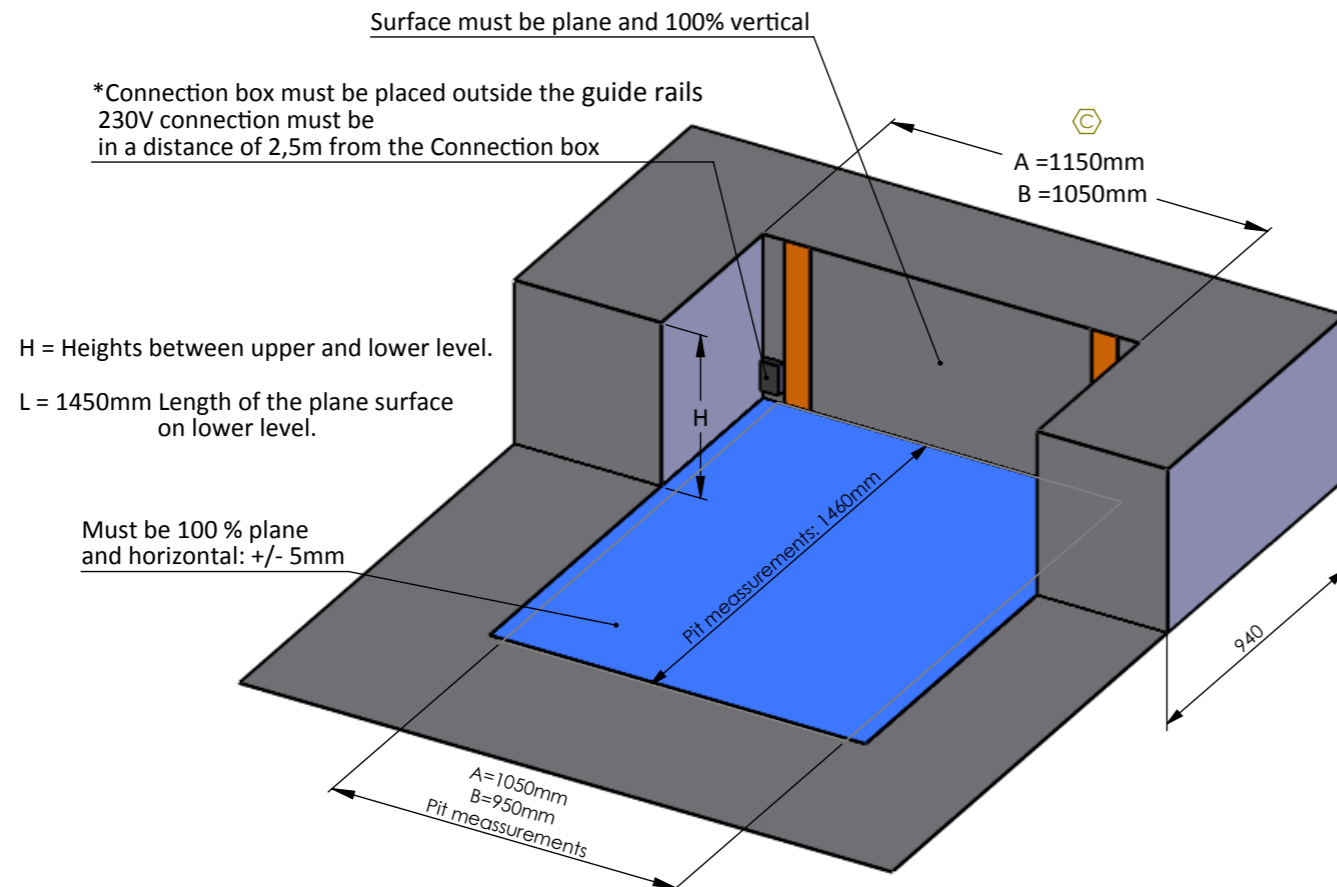 Surface must be plane and 100% vertical
*Connection box must be placed outside the guide rails
230V connection must be
in a distance of 2,5m from the Connection box
C
A =1150mm
B =1050mm
H = Heights between upper and lower level.
L = 1450mm Length of the plane surface
on lower level.
H
Must be 100 % plane
and horizontal: +/- 5mm
Pit meassurements: 1460mm
940
A=1050mm
B=950mm
Pit meassurements